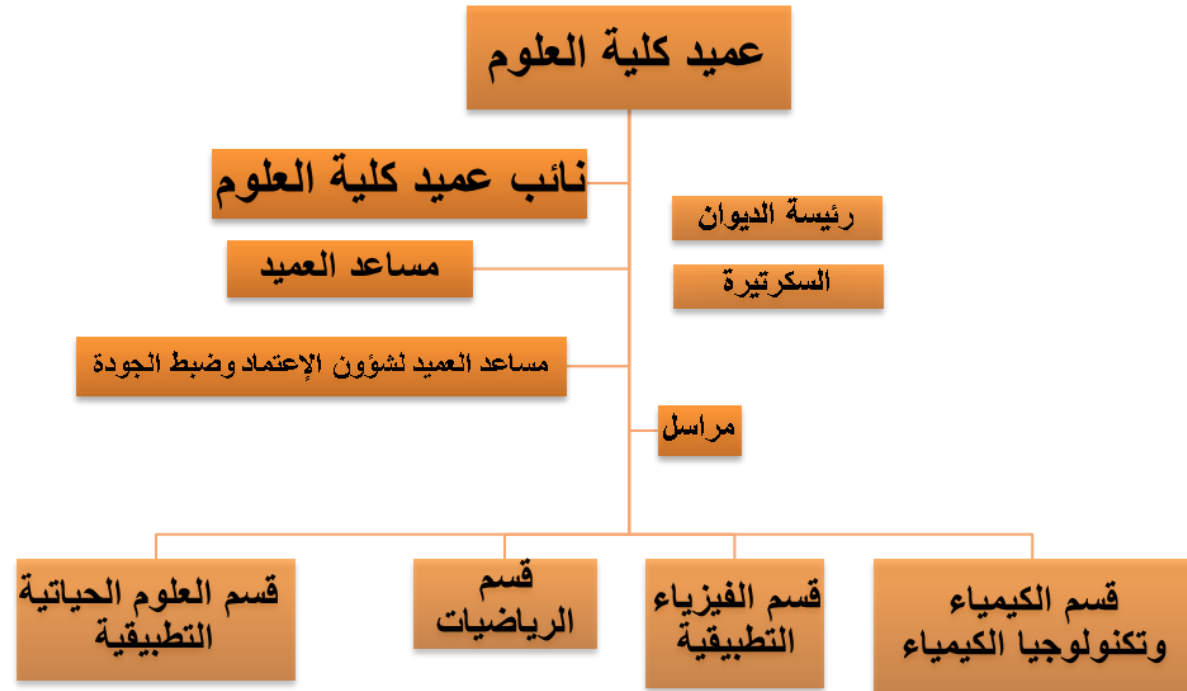 عميد كلية العلوم
نائب عميد كلية العلوم
رئيسة الديوان
مساعد العميد
السكرتيرة
مساعد العميد لشؤون الإعتماد وضبط الجودة
مراسل
قسم الكيمياء
وتكنولوجيا الكيمياء
قسم الفيزياء
التطبيقية
قسم
الرياضيات
قسم العلوم الحياتية
التطبيقية